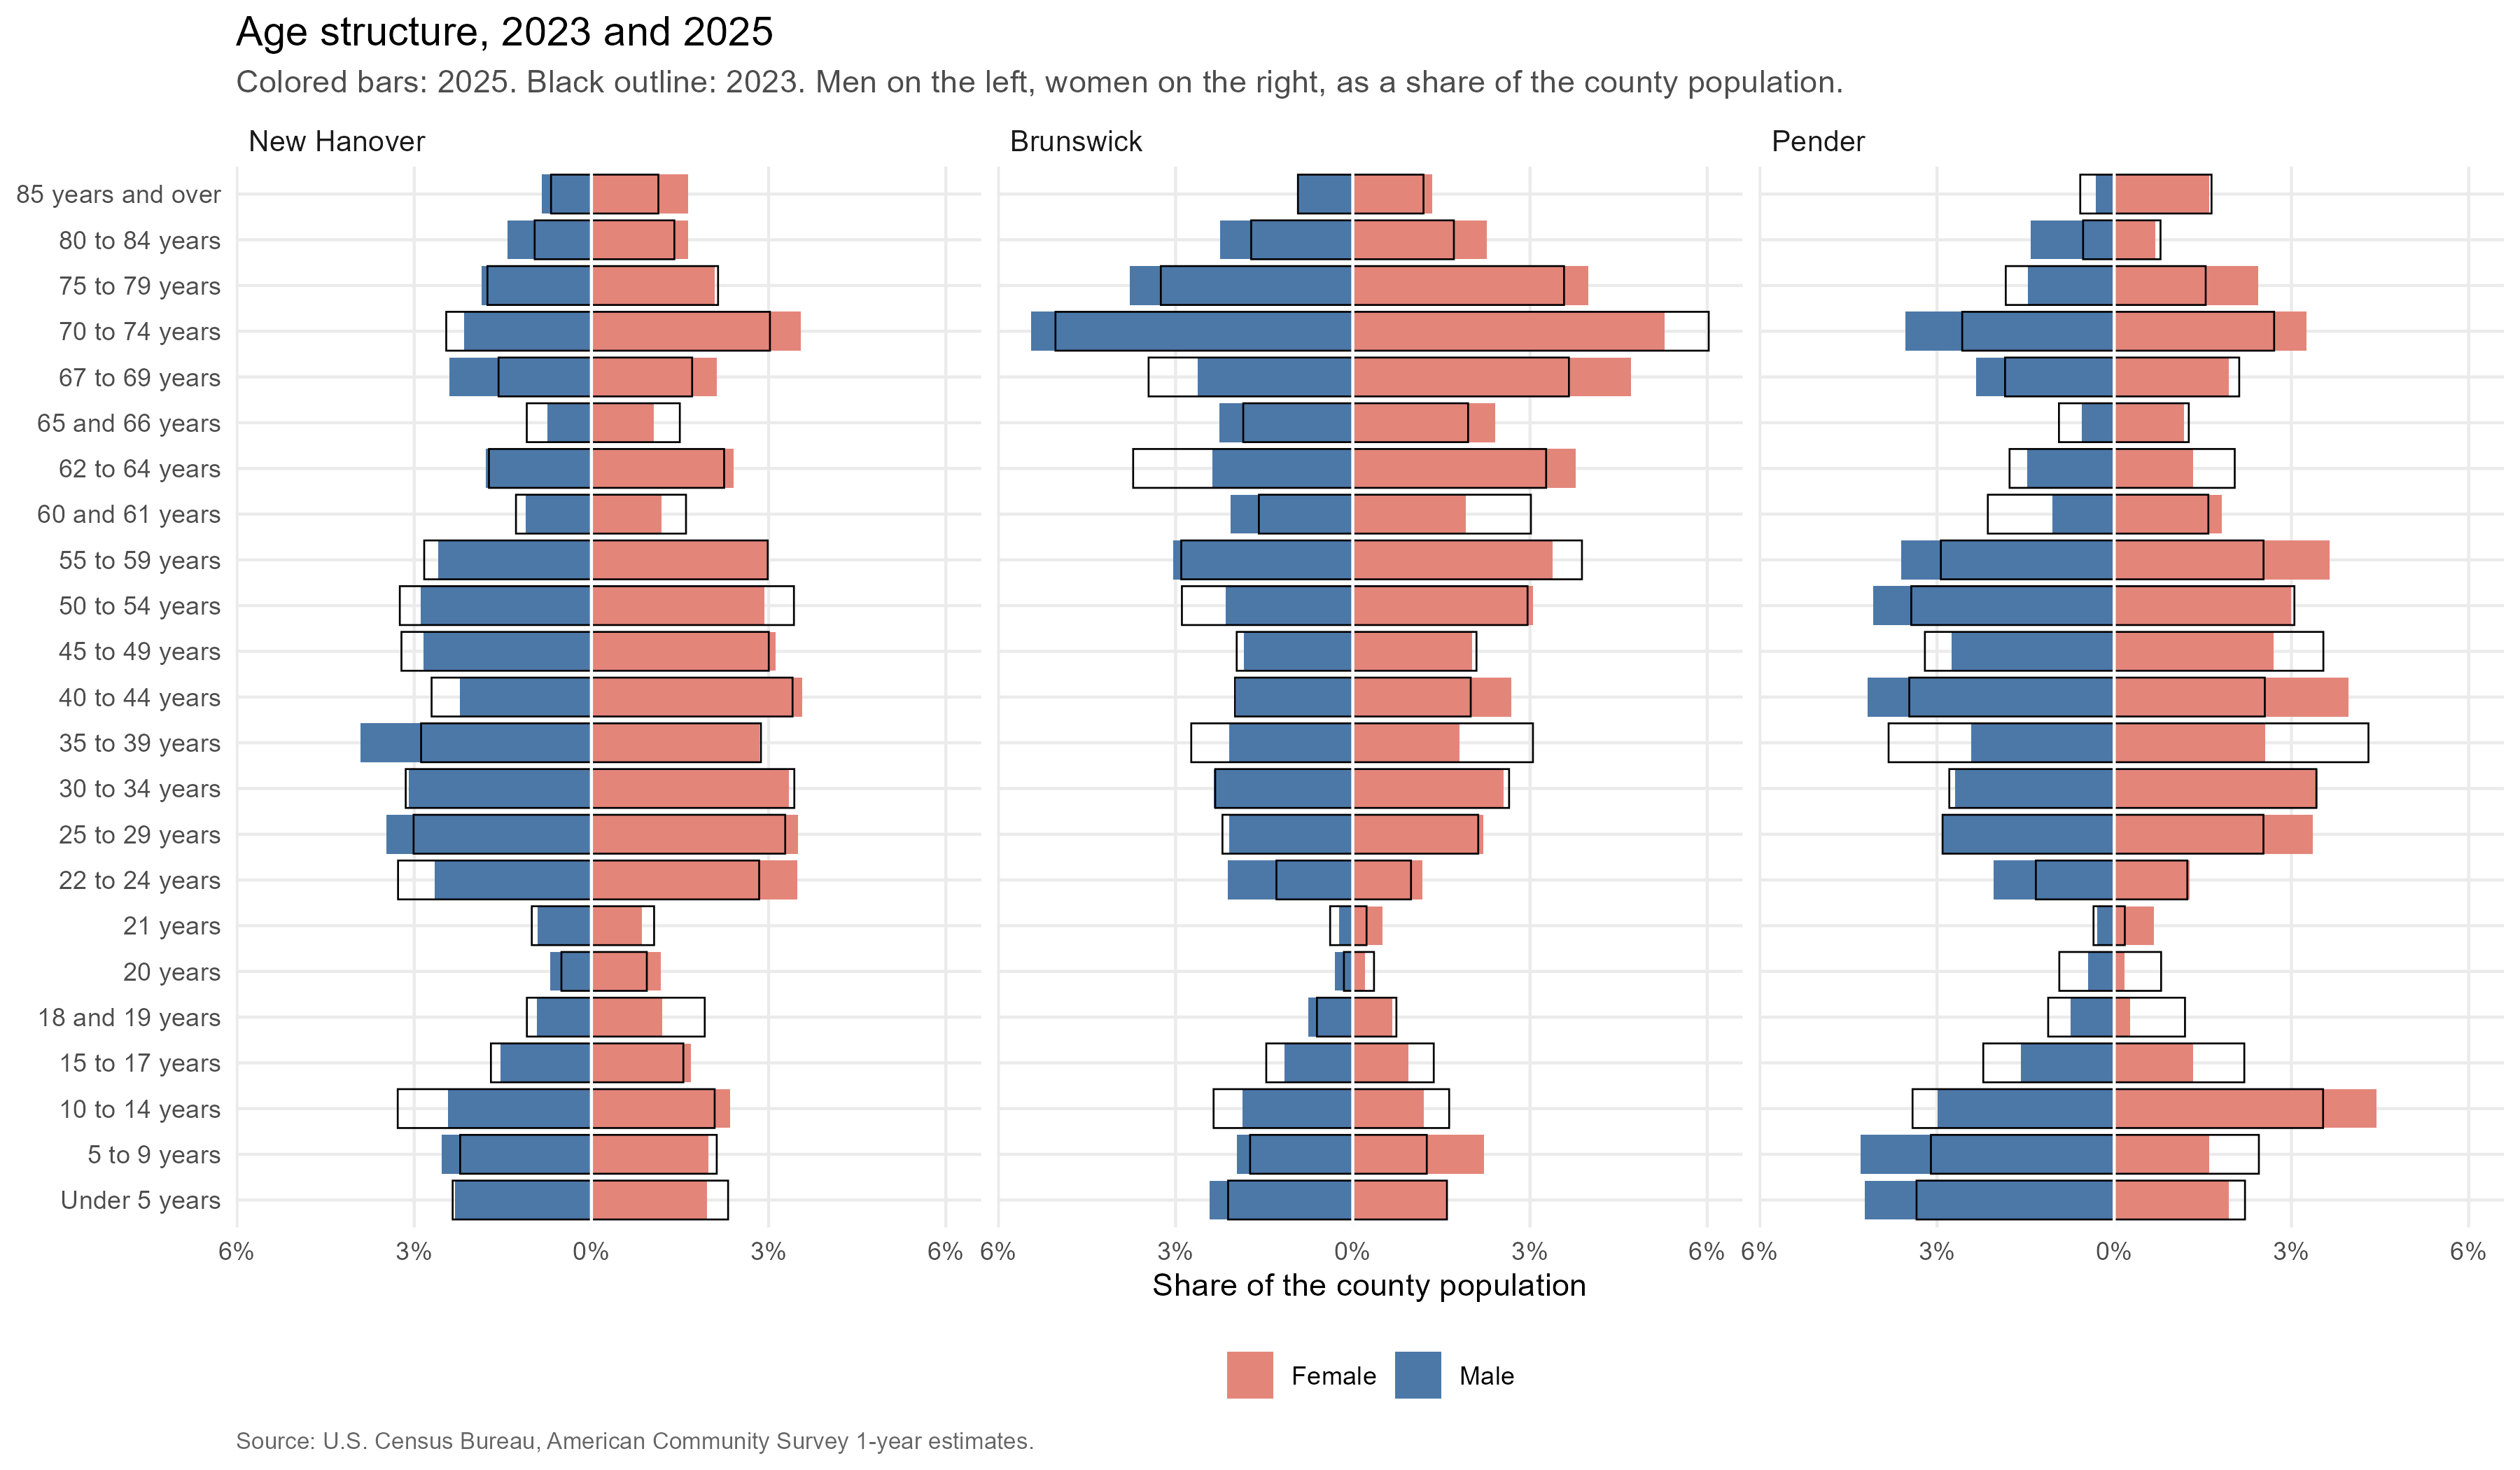 Age structure, 2023 and 2025
Colored bars: 2025. Black outline: 2023. Men on the left, women on the right, as a share of the county population.
New Hanover
Brunswick
Pender
85 years and over
80 to 84 years
75 to 79 years
70 to 74 years
67 to 69 years
65 and 66 years
62 to 64 years
60 and 61 years
55 to 59 years
50 to 54 years
45 to 49 years
40 to 44 years
35 to 39 years
30 to 34 years
25 to 29 years
22 to 24 years
21 years
20 years
18 and 19 years
15 to 17 years
10 to 14 years
5 to 9 years
Under 5 years
6% 3% 0% 3% 6% 6% 3% 0% 3% 6% 6% 3% 0% 3% 6%
Share of the county population
Female Male
Source: U.S. Census Bureau, American Community Survey 1-year estimates.